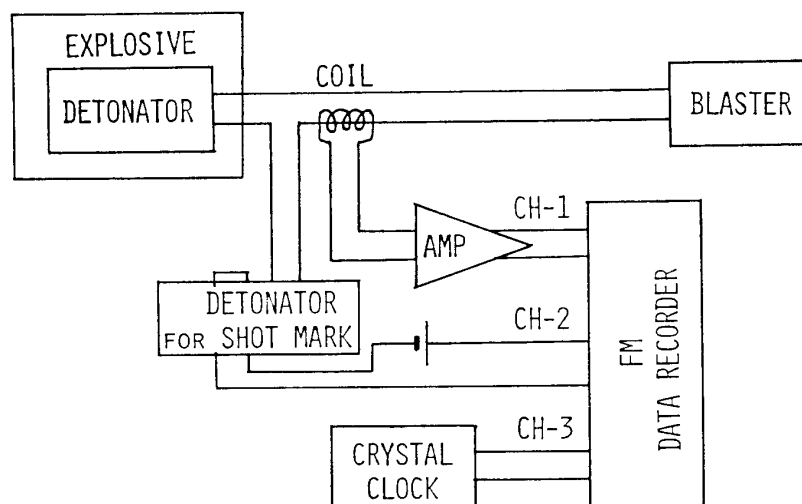 EXPLOSIVE
DETONATOR
COIL
BLASTER
CH-1
AMP
DETONATOR
FOR SHOT MARK
CH-2
FM
DATA RECORDER
CH-3
CRYSTAL
CLOCK